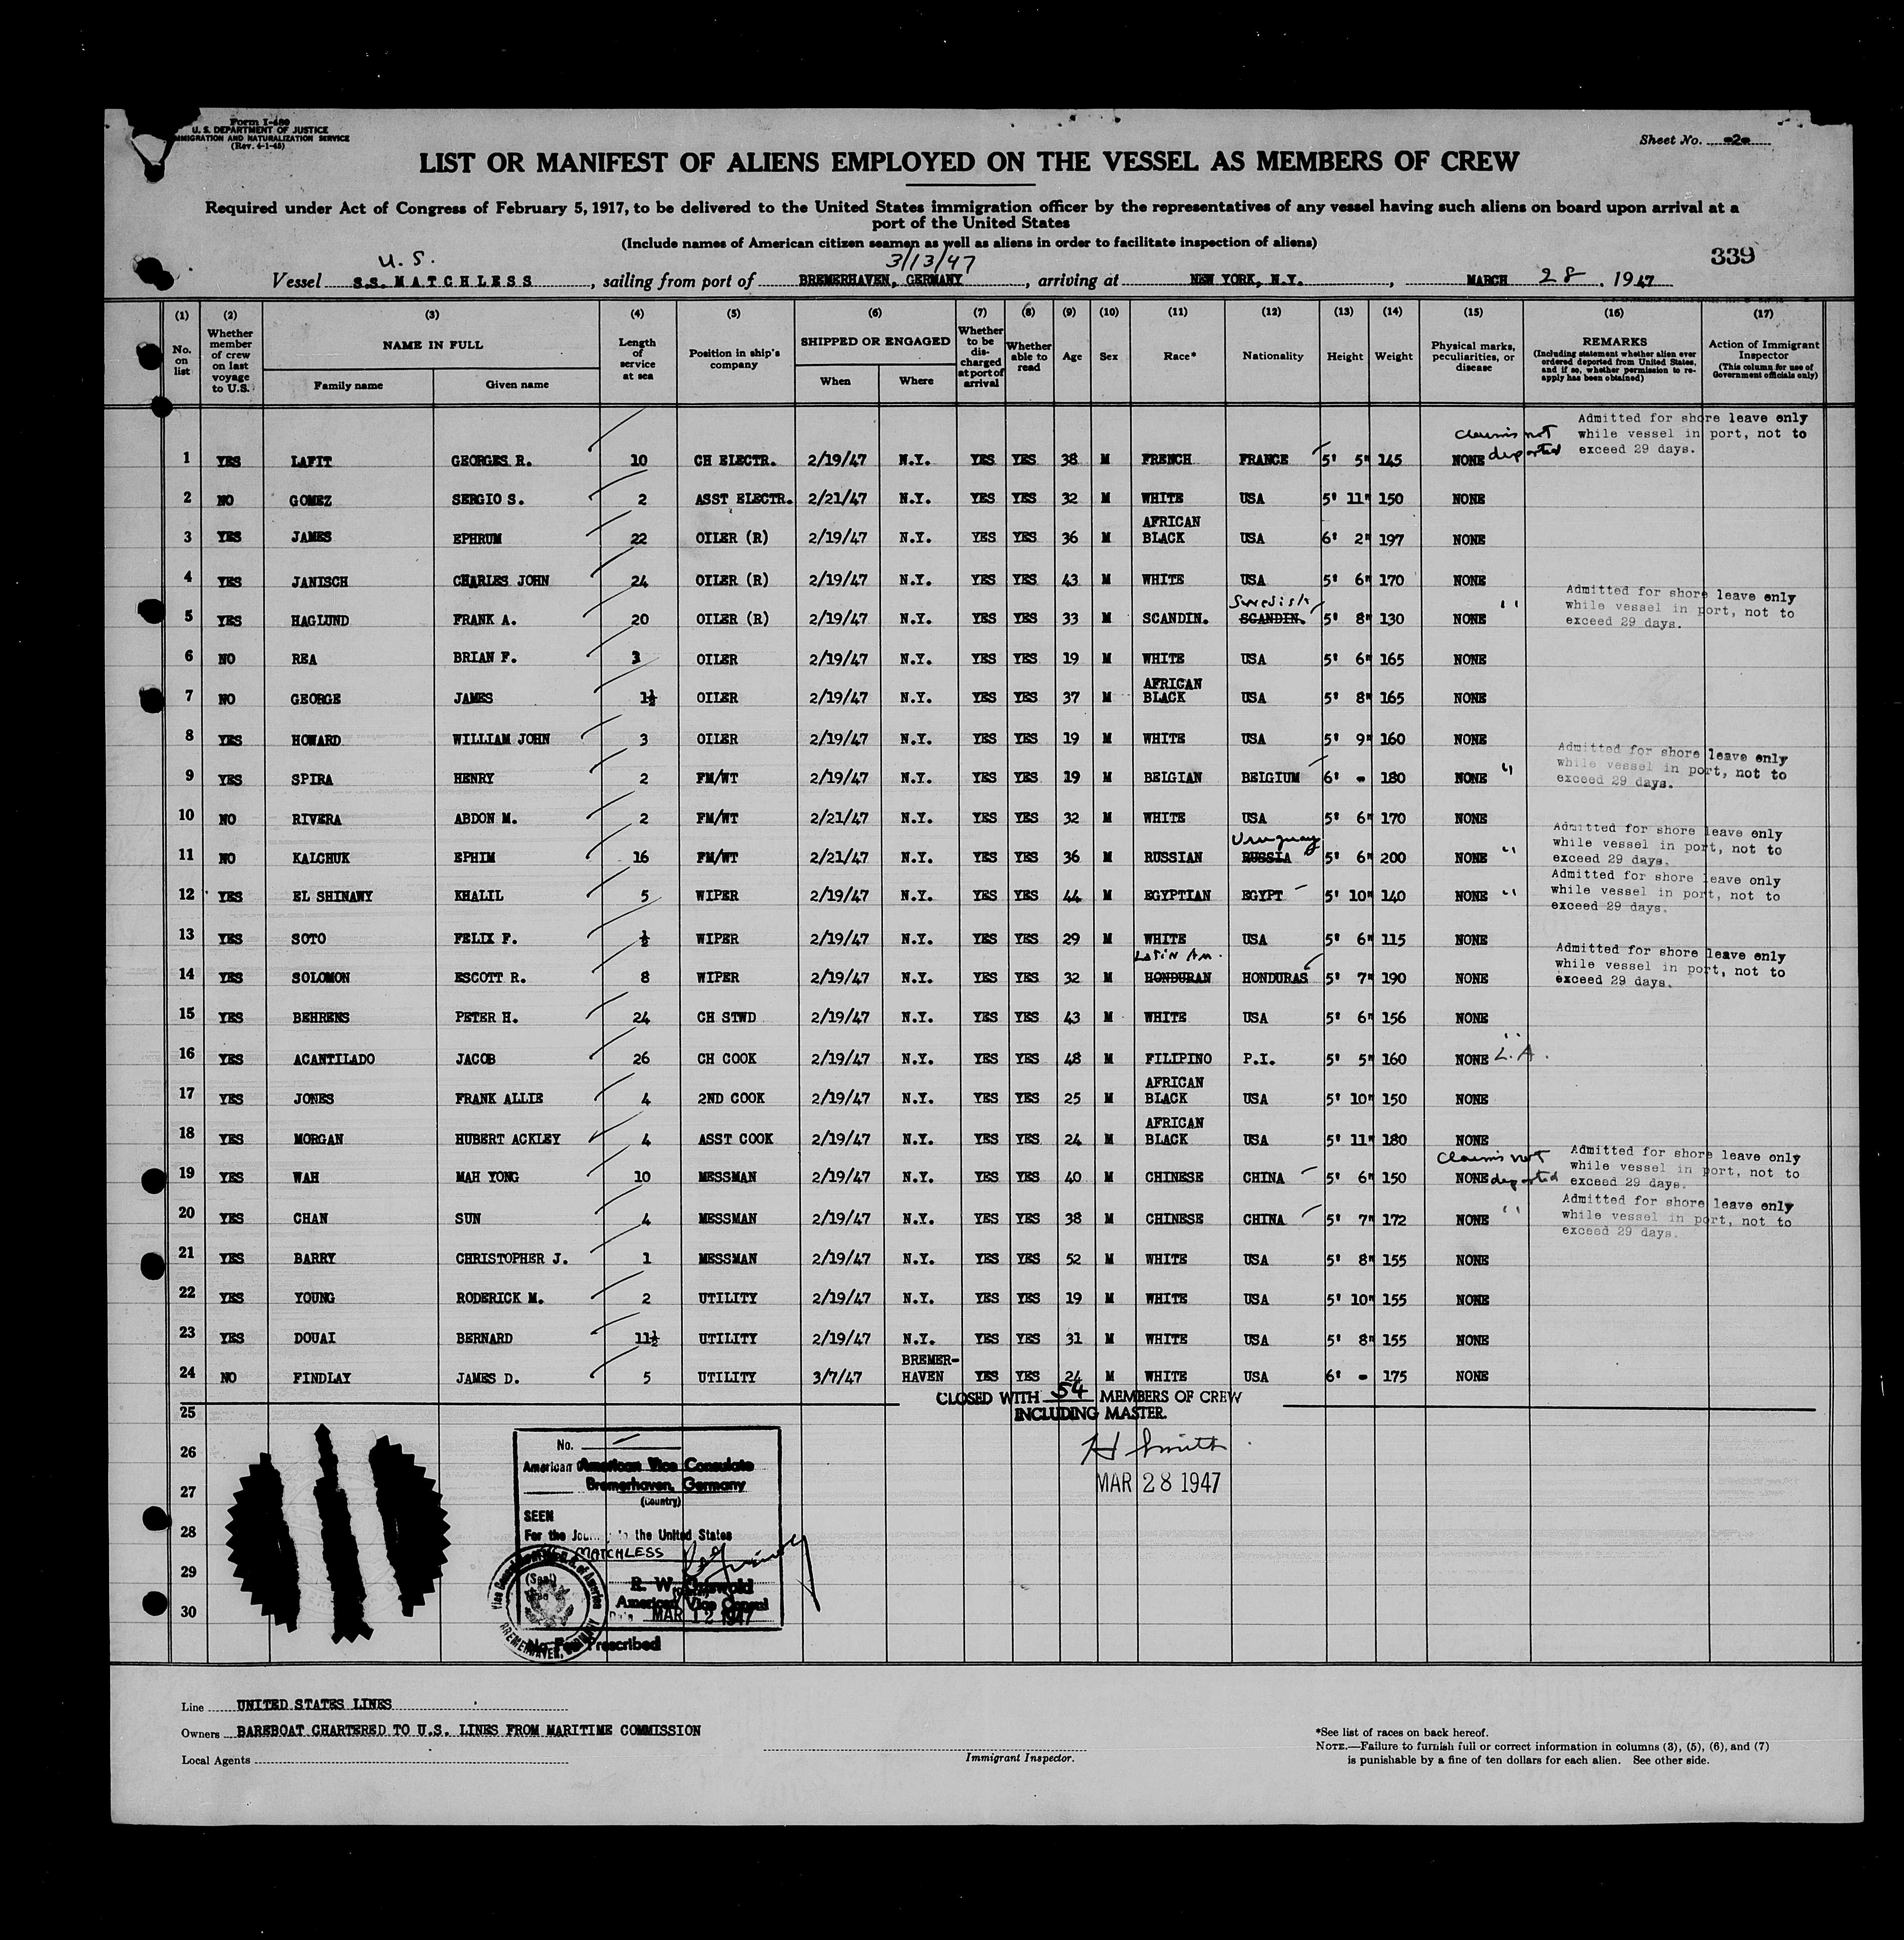 Form I-480
U. S. DEPARTMENT OF JUSTICE
IMMIGRATION AND NATURALIZATION SERVICE
(Rev. 4-1-45)
Sheet No. -2-
LIST OR MANIFEST OF ALIENS EMPLOYED ON THE VESSEL AS MEMBERS OF CREW
Required under Act of Congress of February 5, 1917, to be delivered to the United States immigration officer by the representatives of any vessel having such aliens on board upon arrival at a
port of the United States
(Include names of American citizen seamen as well as aliens in order to facilitate inspection of aliens)
339
U. S. 3/13/47
Vessel S.S. MATCHLESS, sailing from port of BREMERHAVEN, GERMANY, arriving at NEW YORK, N.Y., MARCH 28, 1947
(1) No. on list
(2) Whether member of crew on last voyage to U.S.
(3) NAME IN FULL Family name Given name
(4) Length of service at sea
(5) Position in ship's company
(6) SHIPPED OR ENGAGED When Where
(7) Whether to be discharged at port of arrival
(8) Whether able to read
(9) Age
(10) Sex
(11) Race*
(12) Nationality
(13) Height
(14) Weight
(15) Physical marks, peculiarities, or disease
(16) REMARKS (Including statement whether alien ever ordered deported from United States, and if so, whether permission to re-apply has been obtained)
(17) Action of Immigrant Inspector (This column for use of Government officials only)
1 YES LAFIT GEORGES R. 10 CH ELECTR. 2/19/47 N.Y. YES YES 38 M FRENCH FRANCE 5' 5" 145 NONE claims not deported Admitted for shore leave only while vessel in port, not to exceed 29 days.
2 NO GOMEZ SERGIO S. 2 ASST ELECTR. 2/21/47 N.Y. YES YES 32 M WHITE USA 5' 11" 150 NONE
3 YES JAMES EPHRUM 22 OILER (R) 2/19/47 N.Y. YES YES 36 M AFRICAN BLACK USA 6' 2" 197 NONE
4 YES JANISCH CHARLES JOHN 24 OILER (R) 2/19/47 N.Y. YES YES 43 M WHITE USA 5' 6" 170 NONE
5 YES HAGLUND FRANK A. 20 OILER (R) 2/19/47 N.Y. YES YES 33 M SCANDIN. Swedish SCANDIN. 5' 8" 130 NONE " Admitted for shore leave only while vessel in port, not to exceed 29 days.
6 NO REA BRIAN F. 3 OILER 2/19/47 N.Y. YES YES 19 M WHITE USA 5' 6" 165 NONE
7 NO GEORGE JAMES 1½ OILER 2/19/47 N.Y. YES YES 37 M AFRICAN BLACK USA 5' 8" 165 NONE
8 YES HOWARD WILLIAM JOHN 3 OILER 2/19/47 N.Y. YES YES 19 M WHITE USA 5' 9" 160 NONE
9 YES SPIRA HENRY 2 FM/WT 2/19/47 N.Y. YES YES 19 M BELGIAN BELGIUM 6' - 180 NONE " Admitted for shore leave only while vessel in port, not to exceed 29 days.
10 NO RIVERA ABDON M. 2 FM/WT 2/21/47 N.Y. YES YES 32 M WHITE USA 5' 6" 170 NONE
11 NO KALCHUK EPHIM 16 FM/WT 2/21/47 N.Y. YES YES 36 M RUSSIAN Uruguay RUSSIA 5' 6" 200 NONE " Admitted for shore leave only while vessel in port, not to exceed 29 days.
12 YES EL SHINAWY KHALIL 5 WIPER 2/19/47 N.Y. YES YES 44 M EGYPTIAN EGYPT 5' 10" 140 NONE " Admitted for shore leave only while vessel in port, not to exceed 29 days.
13 YES SOTO FELIX F. ½ WIPER 2/19/47 N.Y. YES YES 29 M WHITE USA 5' 6" 115 NONE
14 YES SOLOMON ESCOTT R. 8 WIPER 2/19/47 N.Y. YES YES 32 M Latin Am. HONDURAN HONDURAS 5' 7" 190 NONE Admitted for shore leave only while vessel in port, not to exceed 29 days.
15 YES BEHRENS PETER H. 24 CH STWD 2/19/47 N.Y. YES YES 43 M WHITE USA 5' 6" 156 NONE
16 YES ACANTILADO JACOB 26 CH COOK 2/19/47 N.Y. YES YES 48 M FILIPINO P.I. 5' 5" 160 NONE " L.A.
17 YES JONES FRANK ALLIE 4 2ND COOK 2/19/47 N.Y. YES YES 25 M AFRICAN BLACK USA 5' 10" 150 NONE
18 YES MORGAN HUBERT ACKLEY 4 ASST COOK 2/19/47 N.Y. YES YES 24 M AFRICAN BLACK USA 5' 11" 180 NONE
19 YES WAH MAH YONG 10 MESSMAN 2/19/47 N.Y. YES YES 40 M CHINESE CHINA 5' 6" 150 NONE Claims not deported Admitted for shore leave only while vessel in port, not to exceed 29 days.
20 YES CHAN SUN 4 MESSMAN 2/19/47 N.Y. YES YES 38 M CHINESE CHINA 5' 7" 172 NONE " Admitted for shore leave only while vessel in port, not to exceed 29 days.
21 YES BARRY CHRISTOPHER J. 1 MESSMAN 2/19/47 N.Y. YES YES 52 M WHITE USA 5' 8" 155 NONE
22 YES YOUNG RODERICK M. 2 UTILITY 2/19/47 N.Y. YES YES 19 M WHITE USA 5' 10" 155 NONE
23 YES DOUAI BERNARD 11½ UTILITY 2/19/47 N.Y. YES YES 31 M WHITE USA 5' 8" 155 NONE
24 NO FINDLAY JAMES D. 5 UTILITY 3/7/47 BREMER-HAVEN YES YES 24 M WHITE USA 6' - 175 NONE
25 CLOSED WITH 54 MEMBERS OF CREW
INCLUDING MASTER.
26 H Smith
27 MAR 28 1947
28
29
30
No.
American Vice Consulate
Bremerhaven, Germany
(Country)
SEEN
For the Journey to the United States
MATCHLESS
(Seal)
R. W. Griswold
American Vice Consul
Date MAR 12 1947
No Fee Prescribed
BREMERHAVEN, GERMANY
Line UNITED STATES LINES
Owners BAREBOAT CHARTERED TO U.S. LINES FROM MARITIME COMMISSION
Local Agents
Immigrant Inspector.
*See list of races on back hereof.
NOTE.—Failure to furnish full or correct information in columns (3), (5), (6), and (7)
is punishable by a fine of ten dollars for each alien. See other side.